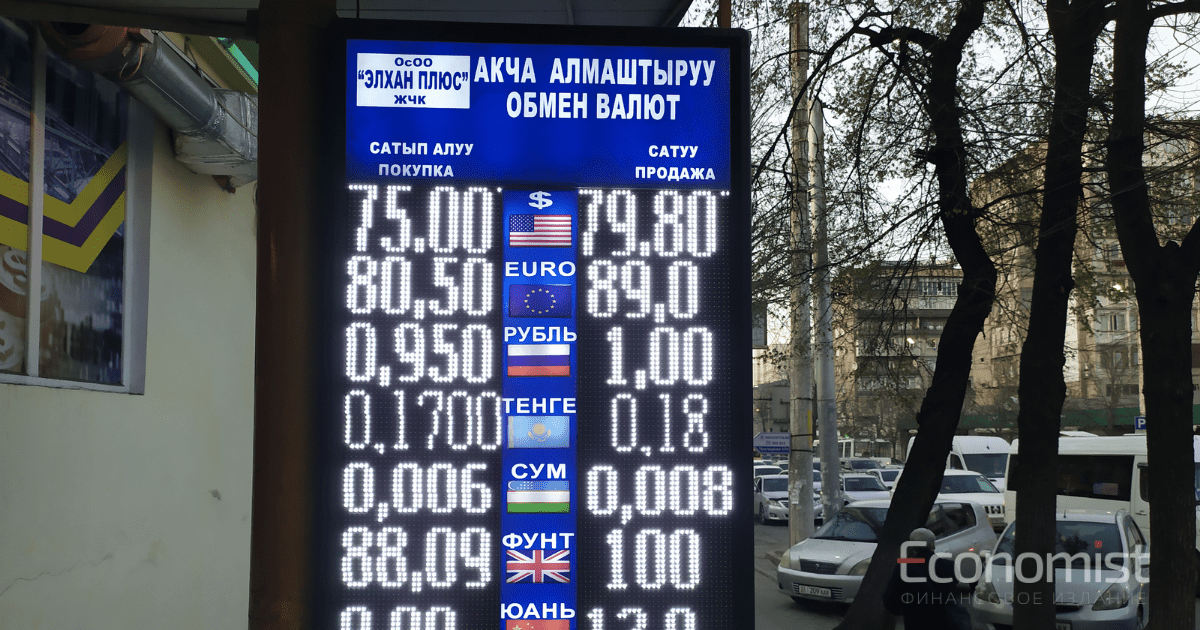 ОсОО
"ЭЛХАН ПЛЮС"
ЖЧК
АКЧА АЛМАШТЫРУУ
ОБМЕН ВАЛЮТ
САТЫП АЛУУ САТУУ
ПОКУПКА ПРОДАЖА
75.00 $ 79.80
EURO
80,50 89,0
РУБЛЬ
0,950 1,00
ТЕНГЕ
0,1700 0,18
СУМ
0,006 0,008
ФУНТ
88,09 100
ЮАНЬ
P
Economist
ФИНАНСОВОЕ ИЗДАНИЕ